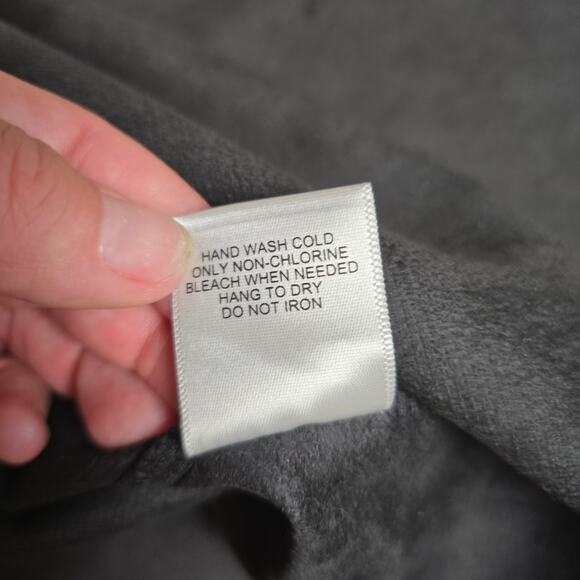 HAND WASH COLD
ONLY NON-CHLORINE
BLEACH WHEN NEEDED
HANG TO DRY
DO NOT IRON